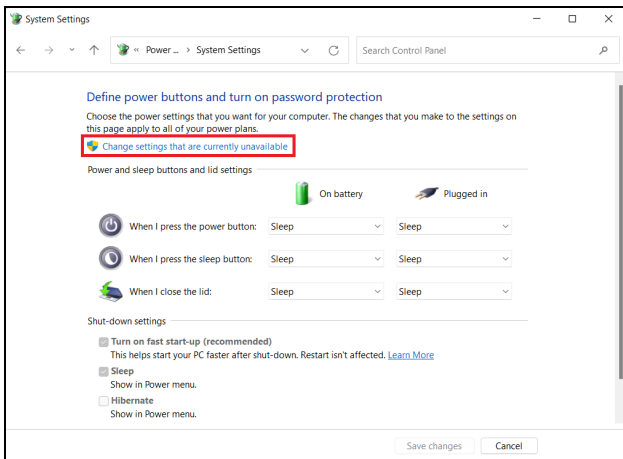 System Settings
« Power ... > System Settings
Search Control Panel
Define power buttons and turn on password protection
Choose the power settings that you want for your computer. The changes that you make to the settings on
this page apply to all of your power plans.
Change settings that are currently unavailable
Power and sleep buttons and lid settings
On battery Plugged in
When I press the power button: Sleep Sleep
When I press the sleep button: Sleep Sleep
When I close the lid: Sleep Sleep
Shut-down settings
Turn on fast start-up (recommended)
This helps start your PC faster after shut-down. Restart isn't affected. Learn More
Sleep
Show in Power menu.
Hibernate
Show in Power menu.
Save changes Cancel